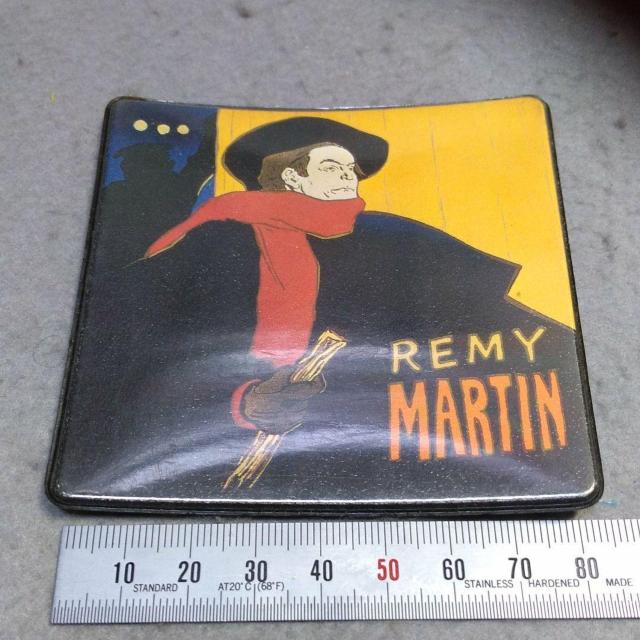 REMY
MARTIN
10 20 30 40 50 60 70 80
STANDARD AT20°C (68°F) STAINLESS HARDENED MADE